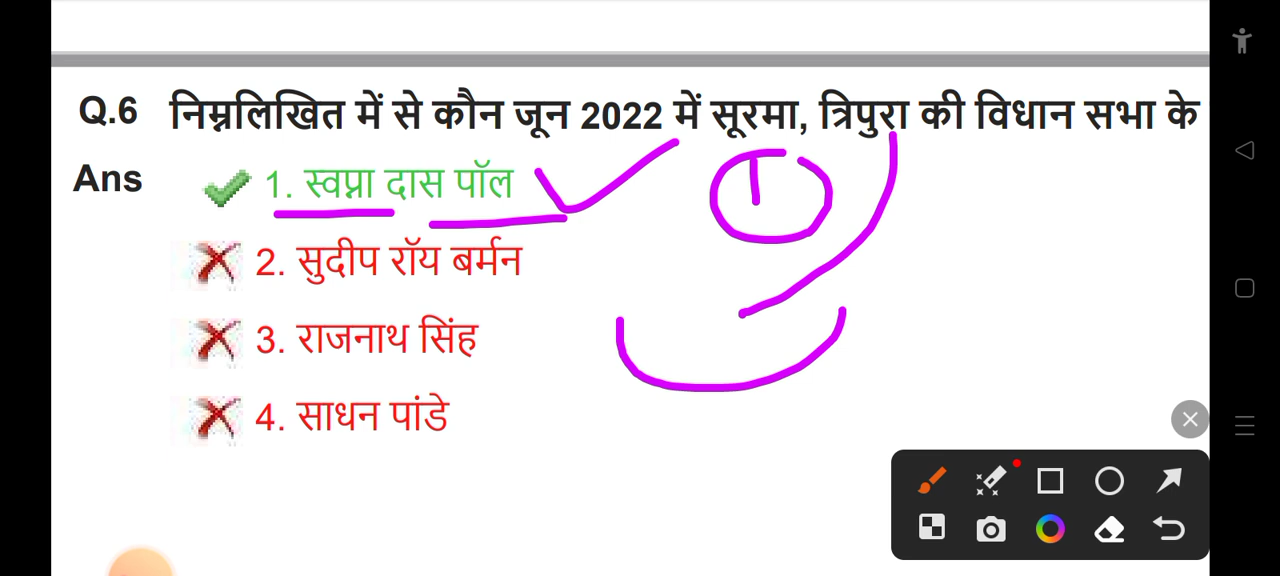 Q.6 निम्नलिखित में से कौन जून 2022 में सूरमा, त्रिपुरा की विधान सभा के
Ans 1. स्वप्ना दास पॉल
2. सुदीप रॉय बर्मन
3. राजनाथ सिंह
4. साधन पांडे